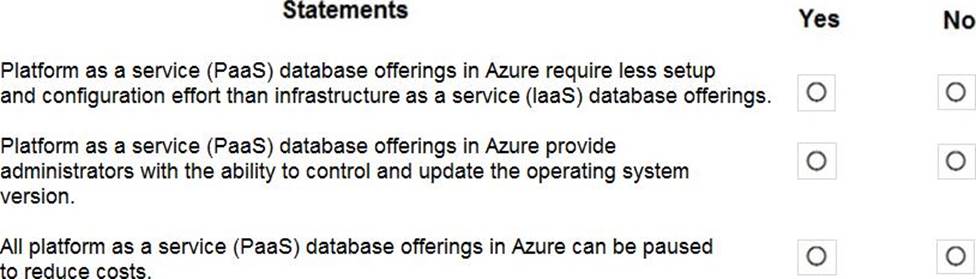 Statements Yes No
Platform as a service (PaaS) database offerings in Azure require less setup
and configuration effort than infrastructure as a service (IaaS) database offerings.
Platform as a service (PaaS) database offerings in Azure provide
administrators with the ability to control and update the operating system
version.
All platform as a service (PaaS) database offerings in Azure can be paused
to reduce costs.